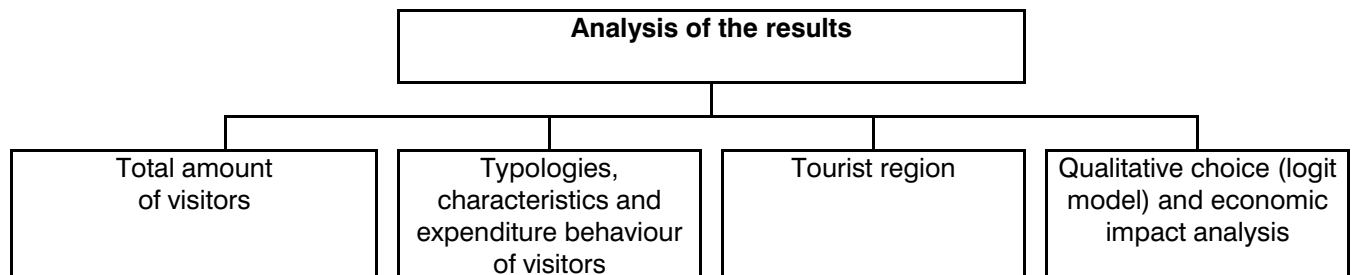 Analysis of the results
Total amount
of visitors
Typologies,
characteristics and
expenditure behaviour
of visitors
Tourist region
Qualitative choice (logit
model) and economic
impact analysis